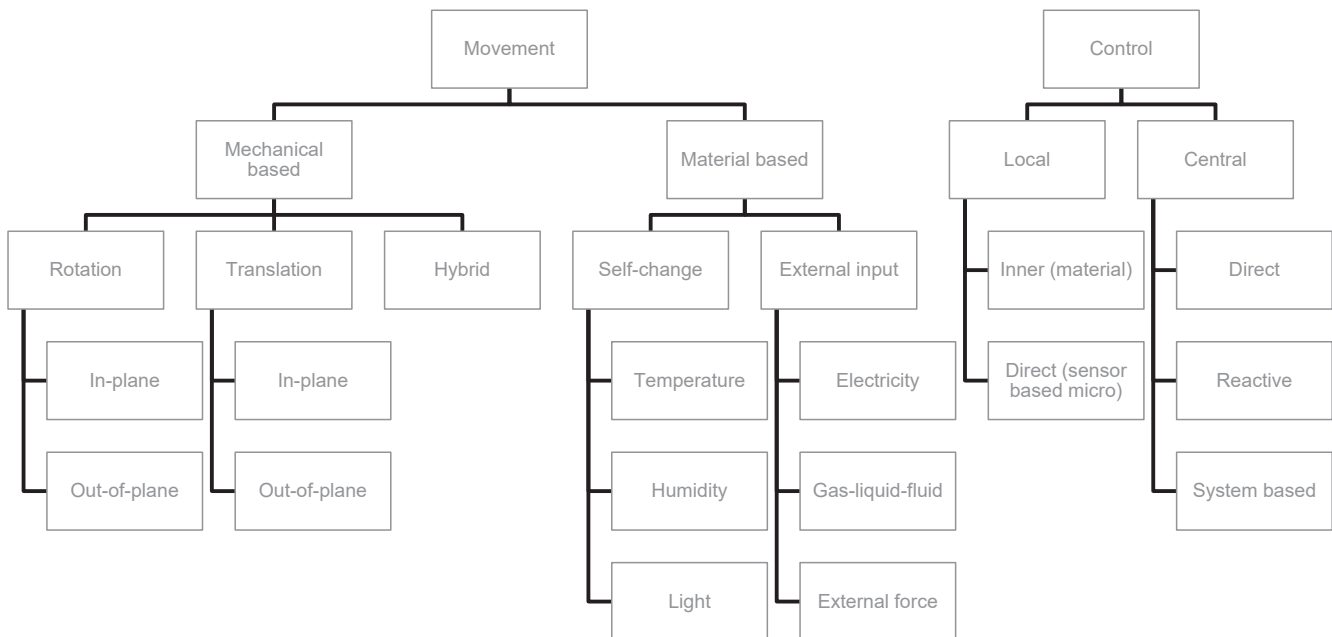 Movement
Control
Mechanical
based
Material based
Local
Central
Rotation
Translation
Hybrid
Self-change
External input
Inner (material)
Direct
In-plane
In-plane
Temperature
Electricity
Direct (sensor
based micro)
Reactive
Out-of-plane
Out-of-plane
Humidity
Gas-liquid-fluid
System based
Light
External force